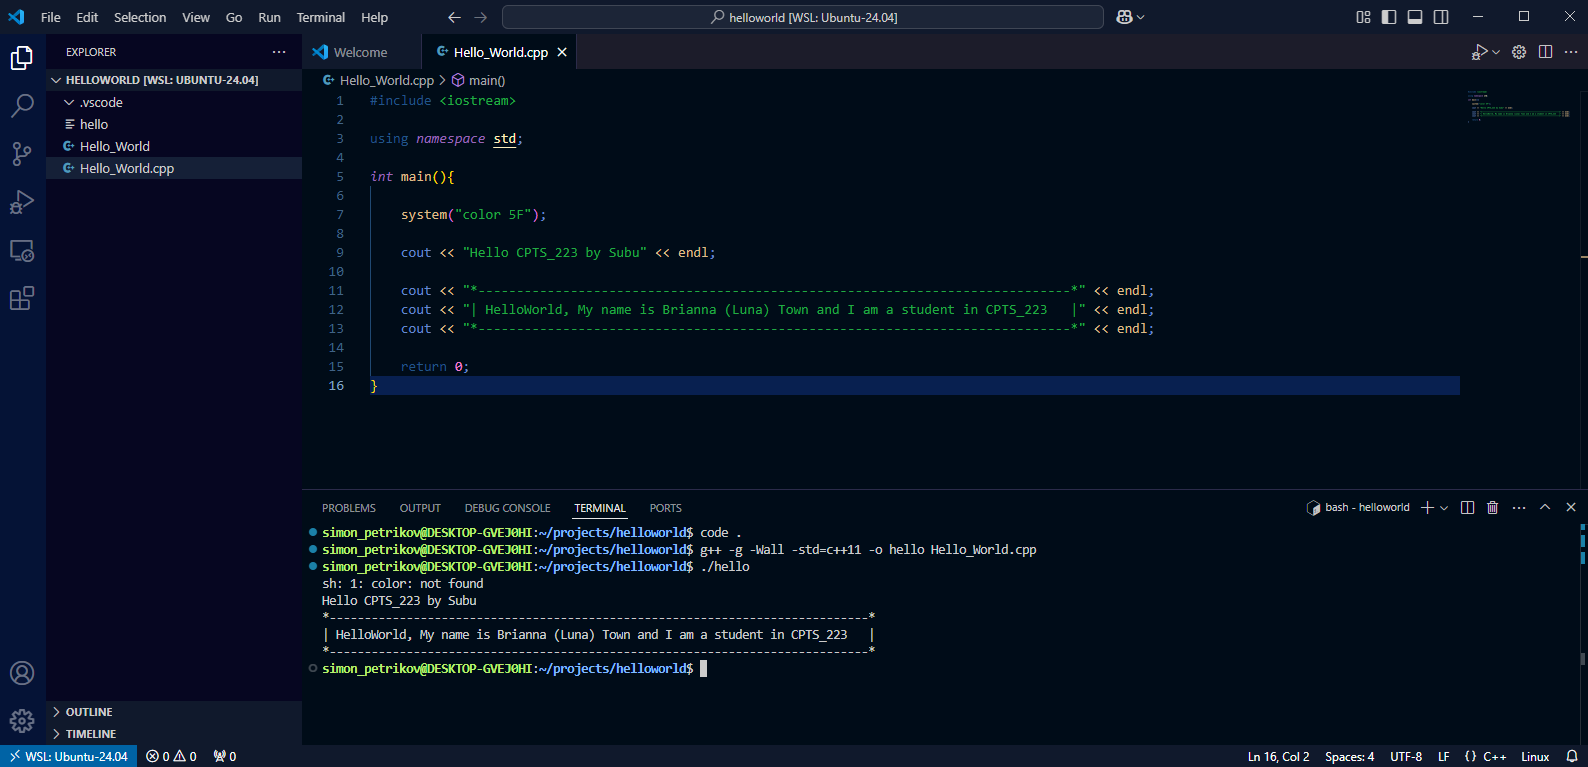 File Edit Selection View Go Run Terminal Help
helloworld [WSL: Ubuntu-24.04]
EXPLORER
HELLOWORLD [WSL: UBUNTU-24.04]
.vscode
hello
Hello_World
Hello_World.cpp
Welcome
Hello_World.cpp
Hello_World.cpp > main()
1 #include <iostream>
2
3 using namespace std;
4
5 int main(){
6
7 system("color 5F");
8
9 cout << "Hello CPTS_223 by Subu" << endl;
10
11 cout << "*-----------------------------------------------------------------------------*" << endl;
12 cout << "| HelloWorld, My name is Brianna (Luna) Town and I am a student in CPTS_223   |" << endl;
13 cout << "*-----------------------------------------------------------------------------*" << endl;
14
15 return 0;
16 }
PROBLEMS OUTPUT DEBUG CONSOLE TERMINAL PORTS
bash - helloworld
simon_petrikov@DESKTOP-GVEJ0HI:~/projects/helloworld$ code .
simon_petrikov@DESKTOP-GVEJ0HI:~/projects/helloworld$ g++ -g -Wall -std=c++11 -o hello Hello_World.cpp
simon_petrikov@DESKTOP-GVEJ0HI:~/projects/helloworld$ ./hello
sh: 1: color: not found
Hello CPTS_223 by Subu
*-----------------------------------------------------------------------------*
| HelloWorld, My name is Brianna (Luna) Town and I am a student in CPTS_223   |
*-----------------------------------------------------------------------------*
simon_petrikov@DESKTOP-GVEJ0HI:~/projects/helloworld$
OUTLINE
TIMELINE
WSL: Ubuntu-24.04 0 0 0
Ln 16, Col 2 Spaces: 4 UTF-8 LF {} C++ Linux